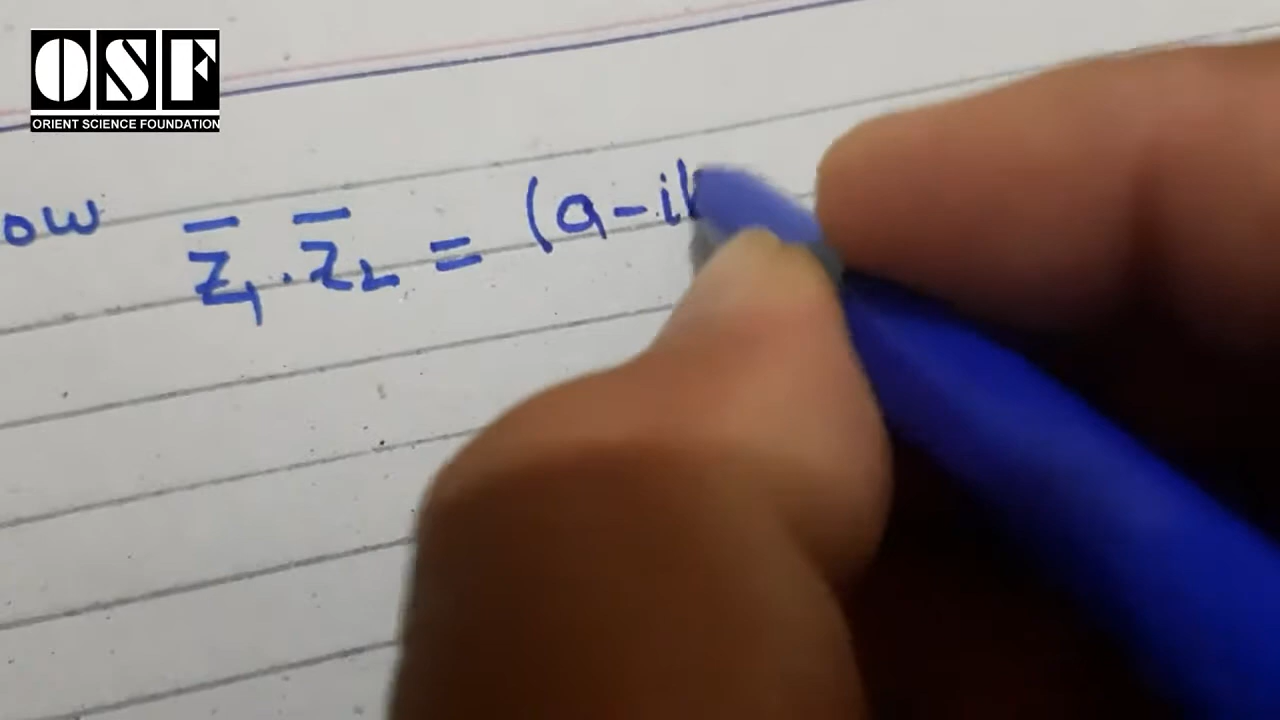 OSF
ORIENT SCIENCE FOUNDATION
ow z̄₁ . z̄₂ = (a - i